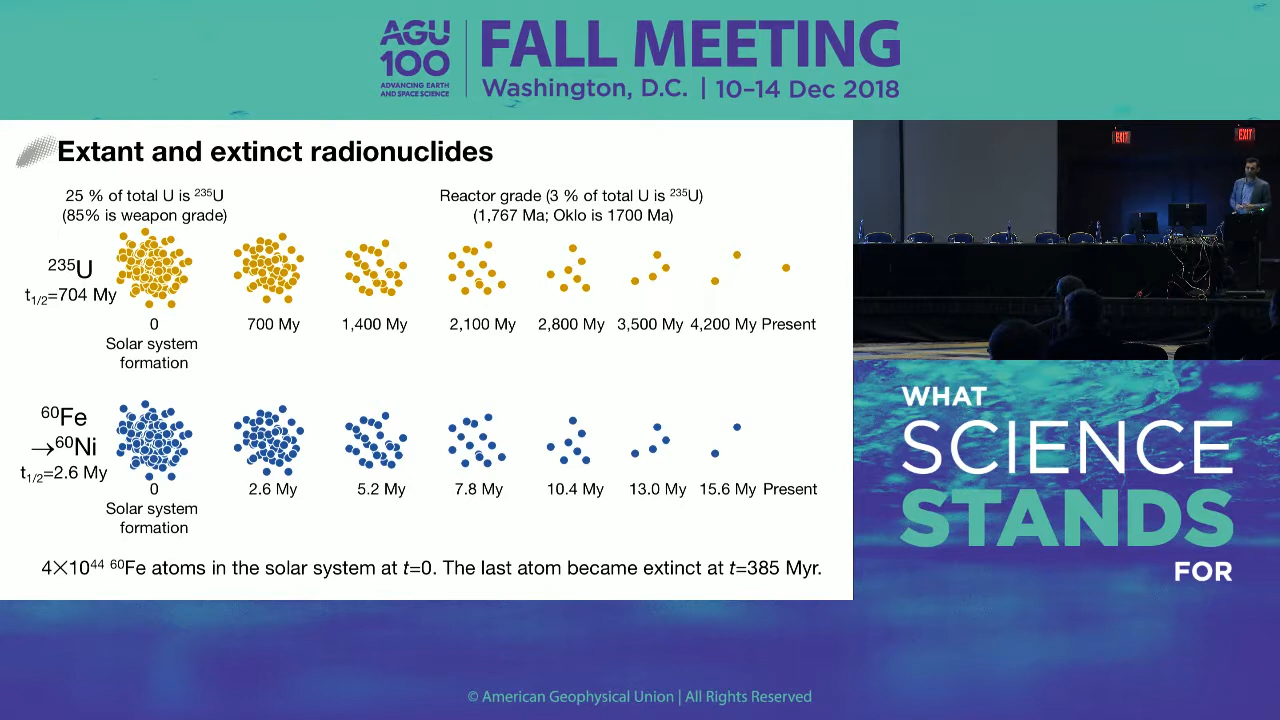 AGU
100
ADVANCING EARTH
AND SPACE SCIENCE
FALL MEETING
Washington, D.C. | 10–14 Dec 2018
Extant and extinct radionuclides
25 % of total U is ²³⁵U
(85% is weapon grade)
Reactor grade (3 % of total U is ²³⁵U)
(1,767 Ma; Oklo is 1700 Ma)
²³⁵U
t₁/₂=704 My
0 700 My 1,400 My 2,100 My 2,800 My 3,500 My 4,200 My Present
Solar system
formation
⁶⁰Fe
→⁶⁰Ni
t₁/₂=2.6 My
0 2.6 My 5.2 My 7.8 My 10.4 My 13.0 My 15.6 My Present
Solar system
formation
4×10⁴⁴ ⁶⁰Fe atoms in the solar system at t=0. The last atom became extinct at t=385 Myr.
EXIT EXIT
WHAT
SCIENCE
STANDS
FOR
© American Geophysical Union | All Rights Reserved